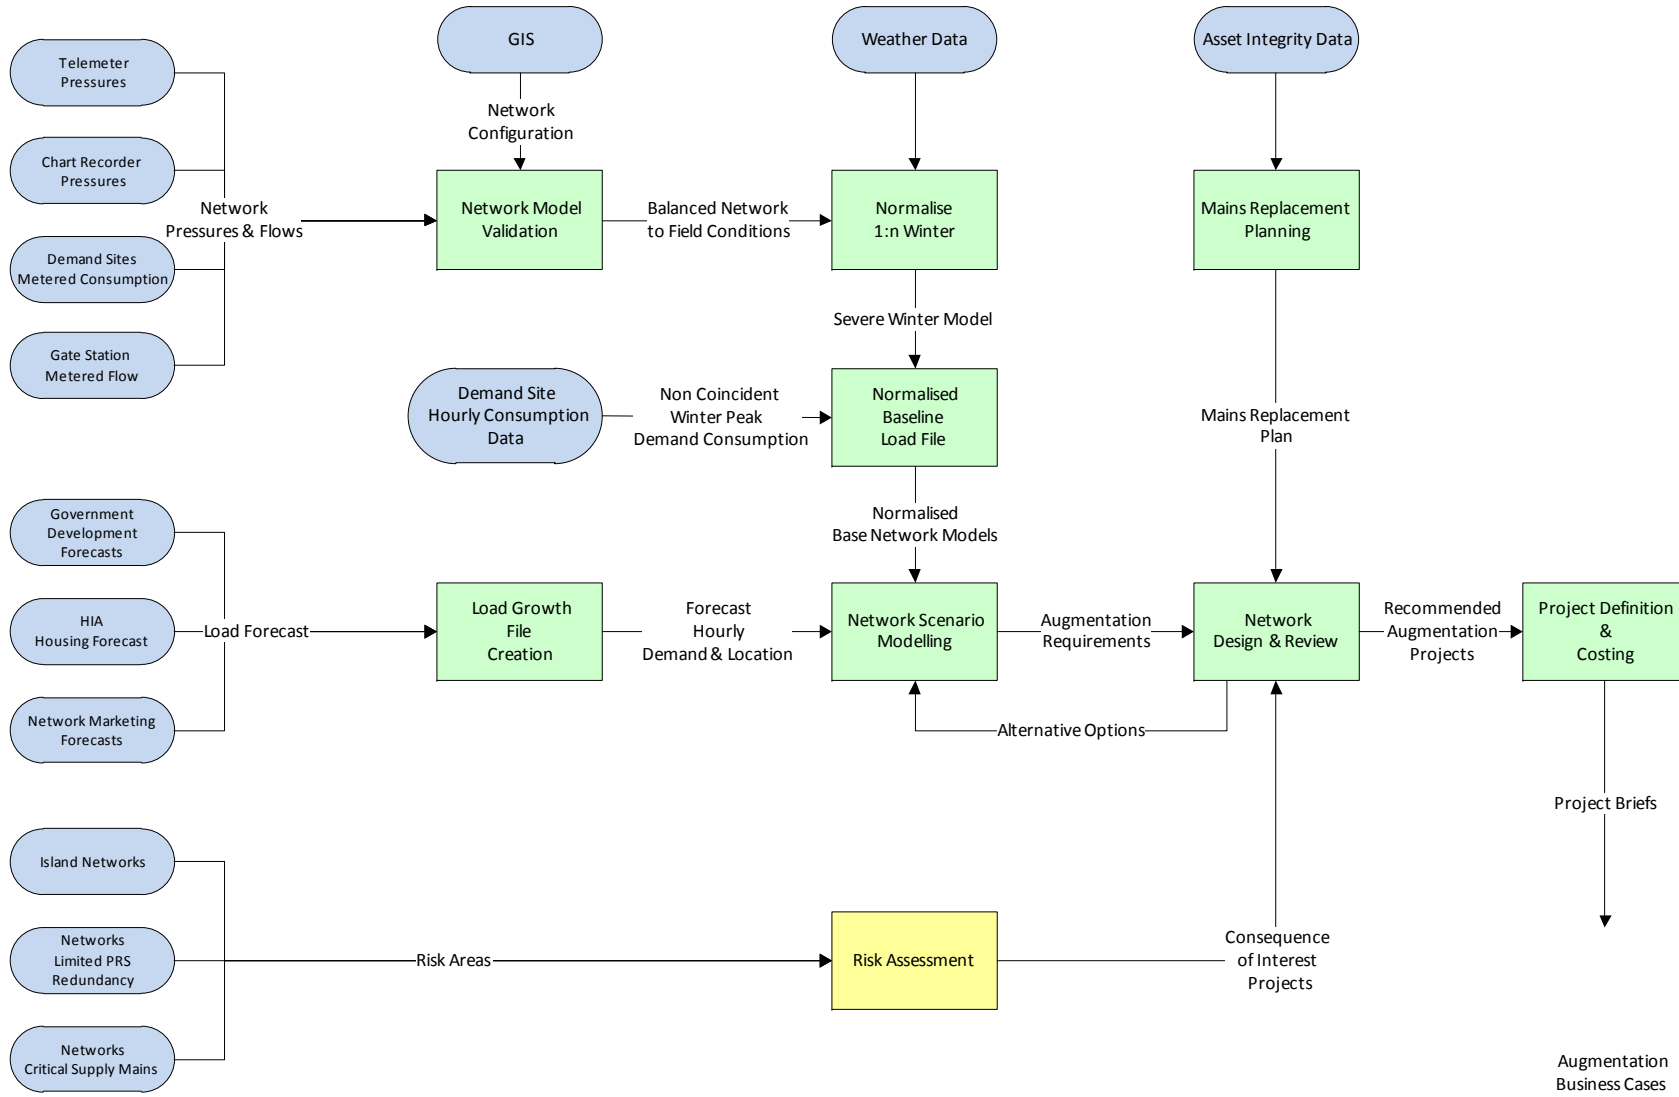 GIS
Weather Data
Asset Integrity Data
Telemeter
Pressures
Network
Configuration
Chart Recorder
Pressures
Network
Pressures & Flows
Network Model
Validation
Balanced Network
to Field Conditions
Normalise
1:n Winter
Mains Replacement
Planning
Demand Sites
Metered Consumption
Severe Winter Model
Gate Station
Metered Flow
Demand Site
Hourly Consumption
Data
Non Coincident
Winter Peak
Demand Consumption
Normalised
Baseline
Load File
Mains Replacement
Plan
Government
Development
Forecasts
Normalised
Base Network Models
HIA
Housing Forecast
Load Forecast
Load Growth
File
Creation
Forecast
Hourly
Demand & Location
Network Scenario
Modelling
Augmentation
Requirements
Network
Design & Review
Recommended
Augmentation
Projects
Project Definition
&
Costing
Network Marketing
Forecasts
Alternative Options
Project Briefs
Island Networks
Networks
Limited PRS
Redundancy
Risk Areas
Risk Assessment
Consequence
of Interest
Projects
Networks
Critical Supply Mains
Augmentation
Business Cases